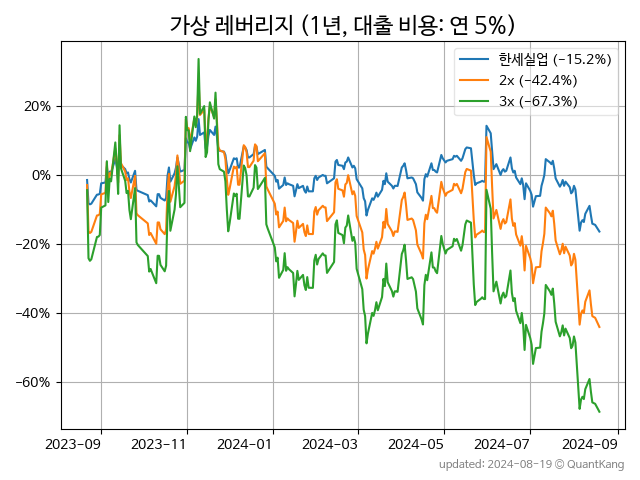 가상 레버리지 (1년, 대출 비용: 연 5%)
한세실업 (−15.2%)
2x (−42.4%)
3x (−67.3%)
20%
0%
−20%
−40%
−60%
2023-09
2023-11
2024-01
2024-03
2024-05
2024-07
2024-09
updated: 2024-08-19 © QuantKang